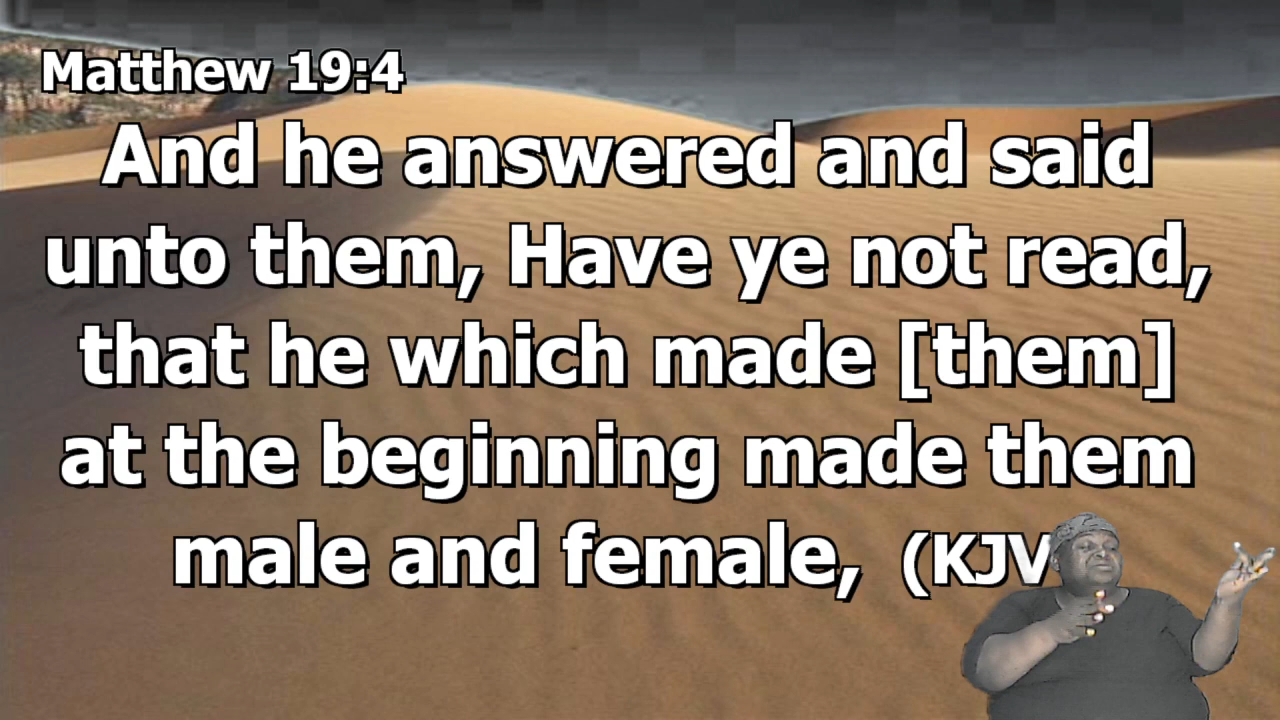 Matthew 19:4
And he answered and said
unto them, Have ye not read,
that he which made [them]
at the beginning made them
male and female, (KJV